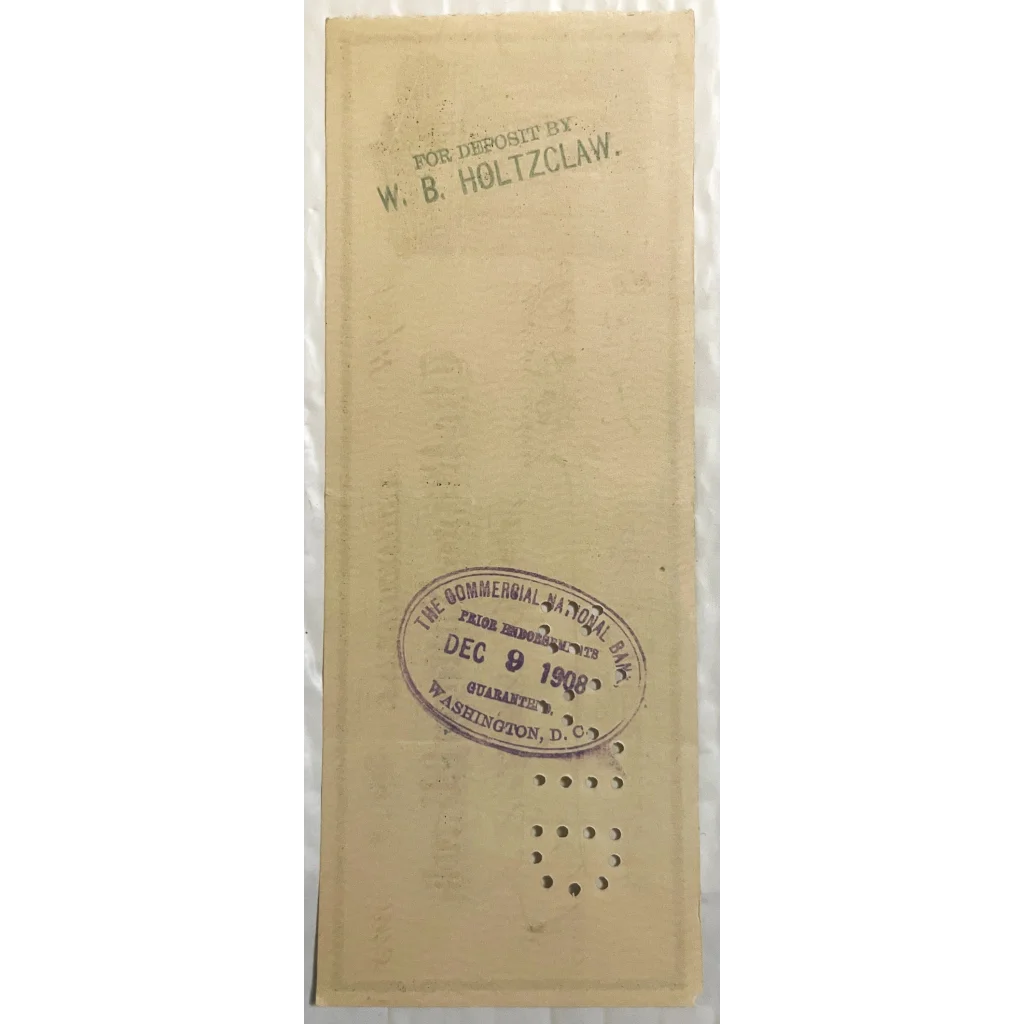 FOR DEPOSIT BY
W. B. HOLTZCLAW.
THE COMMERCIAL NATIONAL BANK,
PRIOR ENDORSEMENTS
DEC 9 1908
GUARANTEED.
WASHINGTON, D. C.